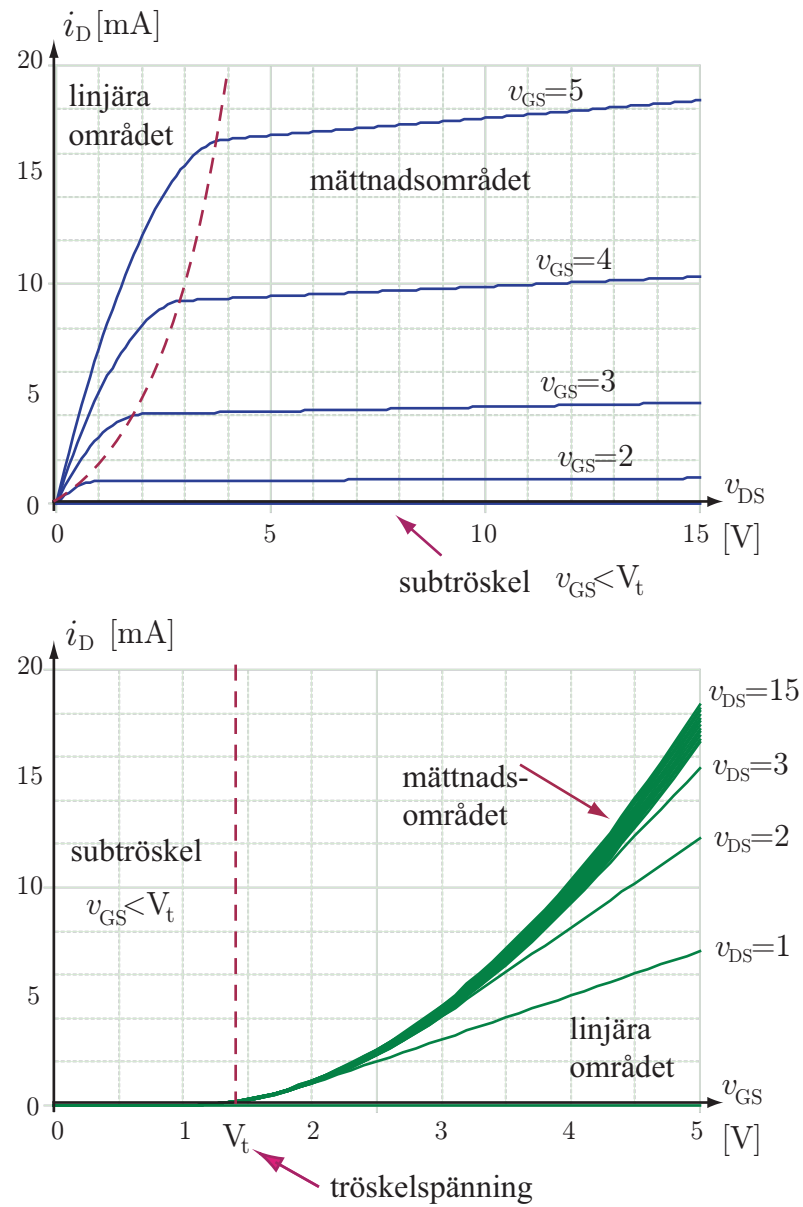 i_D [mA]
20
linjära
området
v_GS=5
15
mättnadsområdet
v_GS=4
10
v_GS=3
5
v_GS=2
0
v_DS
0 5 10 15 [V]
subtröskel v_GS<V_t
i_D [mA]
20
v_DS=15
15
mättnads-
området
v_DS=3
subtröskel
v_DS=2
10
v_GS<V_t
v_DS=1
5
linjära
området
0
v_GS
0 1 V_t 2 3 4 5 [V]
tröskelspänning